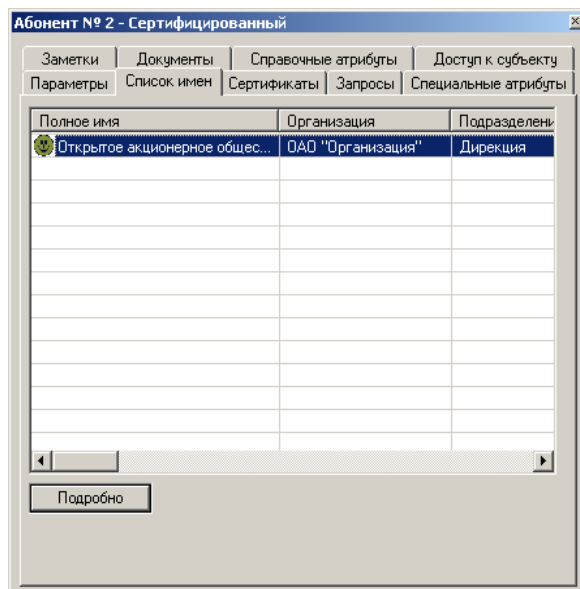 Абонент № 2 - Сертифицированный
Заметки Документы Справочные атрибуты Доступ к субъекту
Параметры Список имен Сертификаты Запросы Специальные атрибуты
Полное имя Организация Подразделени
Открытое акционерное общес... ОАО "Организация" Дирекция
Подробно